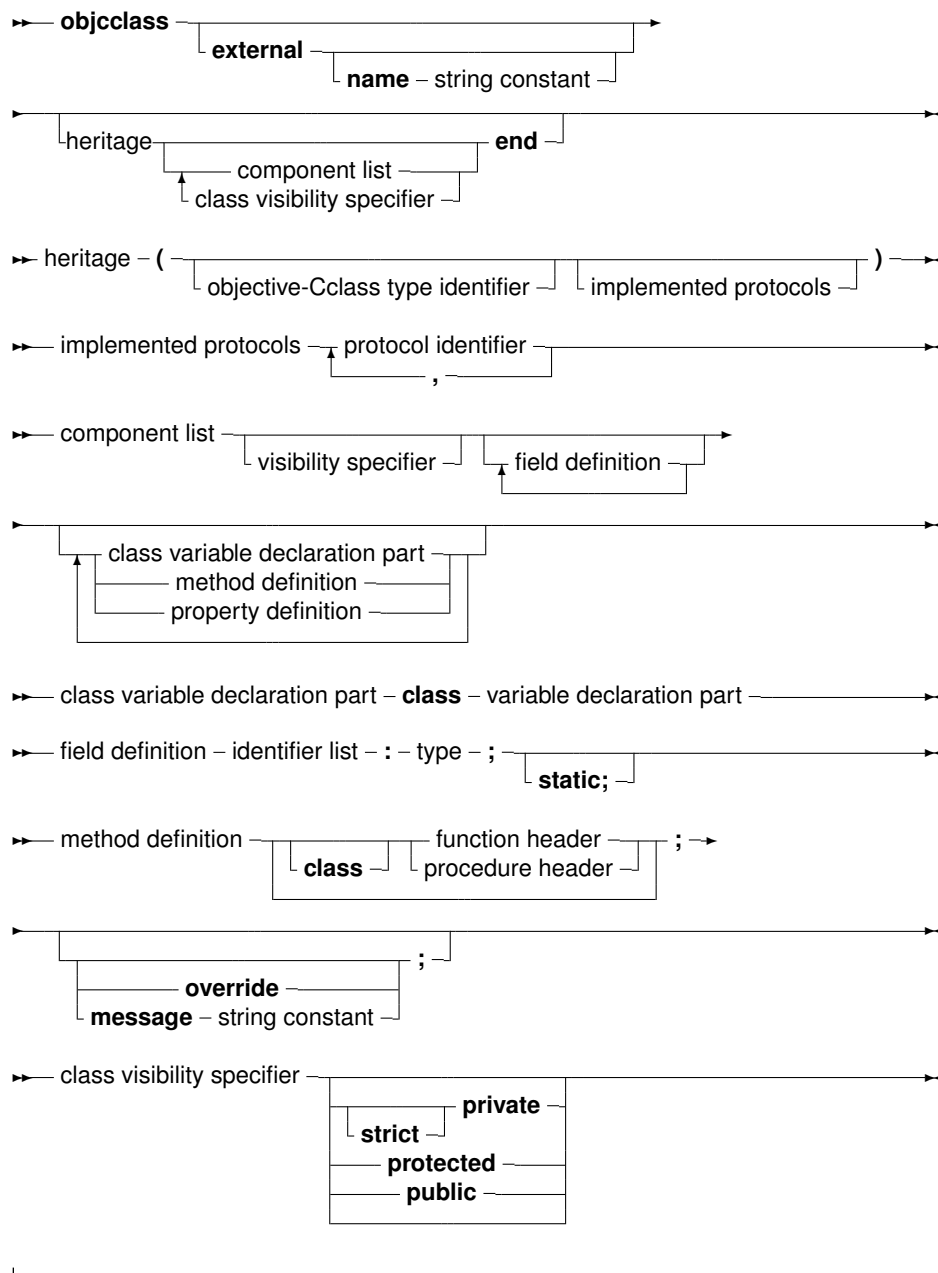 objcclass
external
name string constant
heritage end
component list
class visibility specifier
heritage ( )
objective-Cclass type identifier implemented protocols
implemented protocols protocol identifier
,
component list
visibility specifier field definition
class variable declaration part
method definition
property definition
class variable declaration part class variable declaration part
field definition identifier list : type ;
static;
method definition function header ;
class procedure header
;
override
message string constant
class visibility specifier
private
strict
protected
public